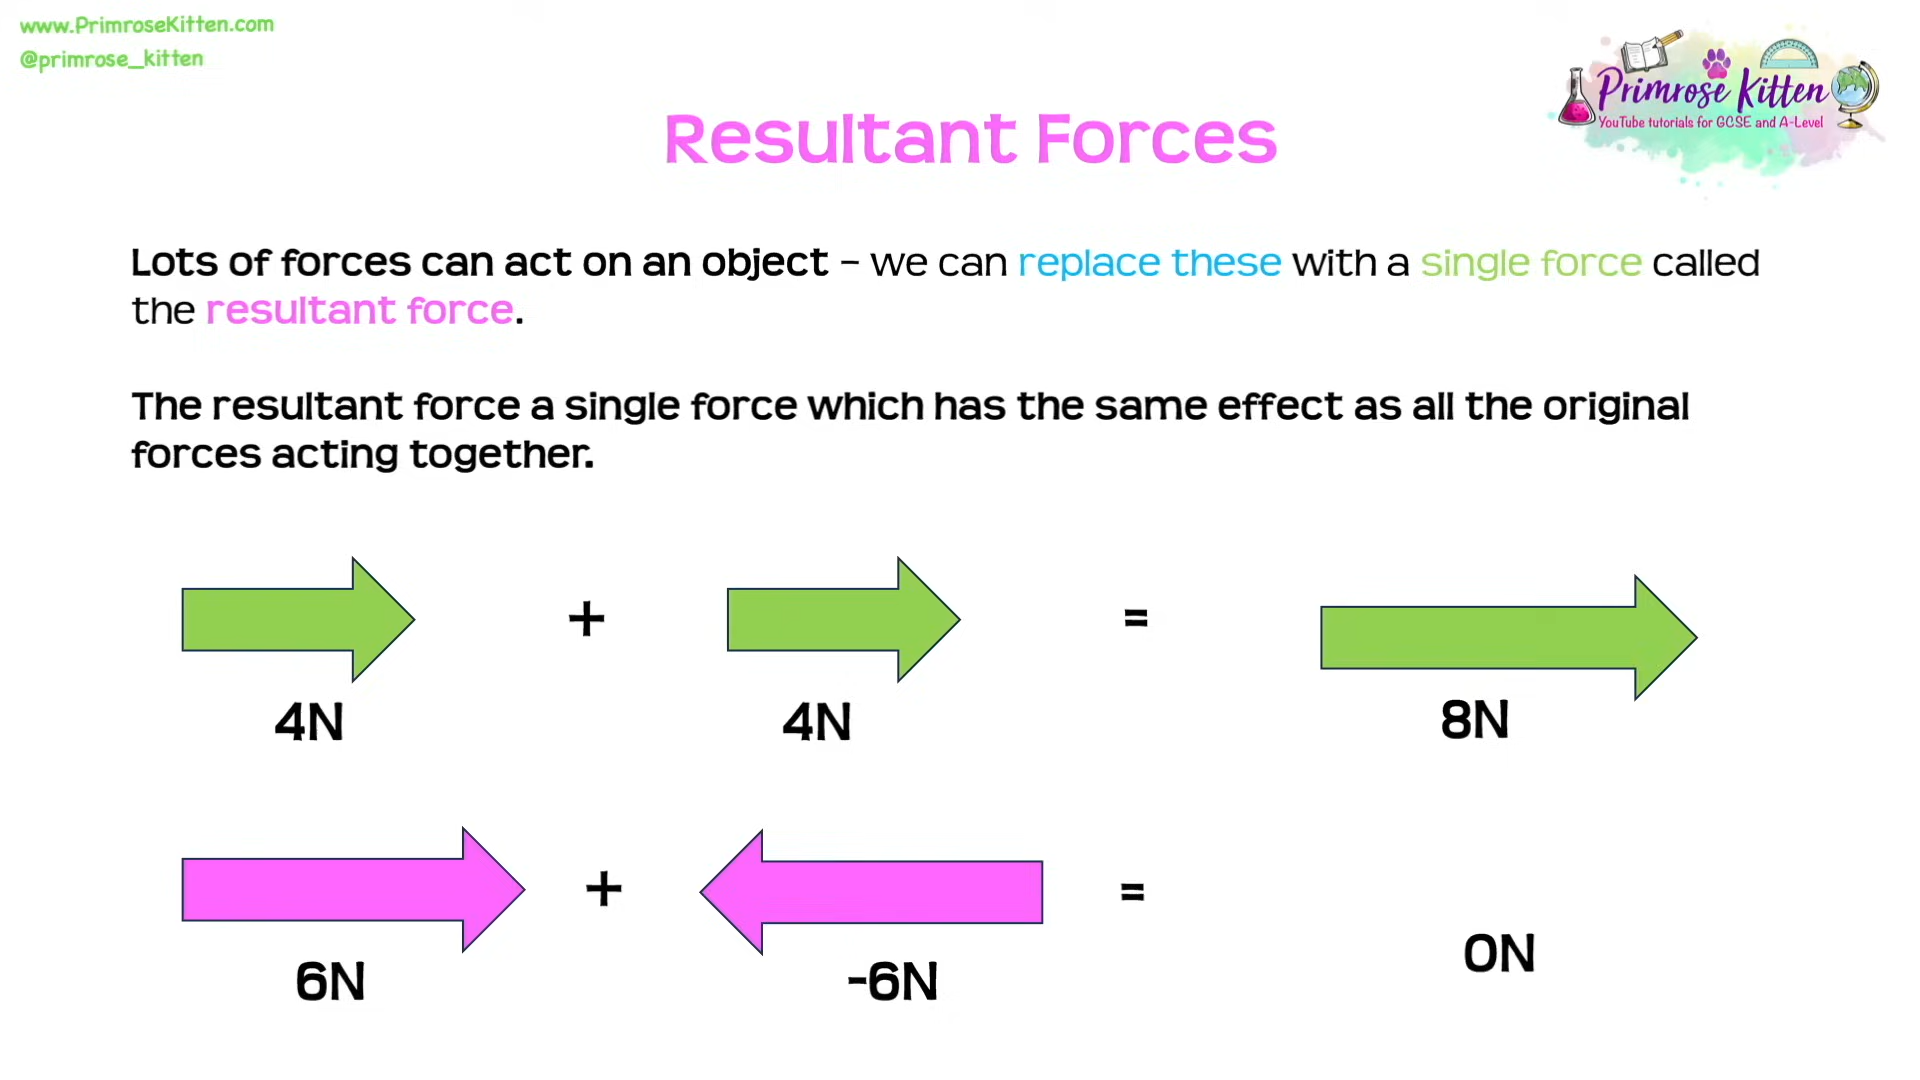 www.PrimroseKitten.com
@primrose_kitten
Primrose Kitten
YouTube tutorials for GCSE and A-Level
Resultant Forces
Lots of forces can act on an object – we can replace these with a single force called
the resultant force.
The resultant force a single force which has the same effect as all the original
forces acting together.
+ =
4N 4N 8N
+ =
6N -6N 0N